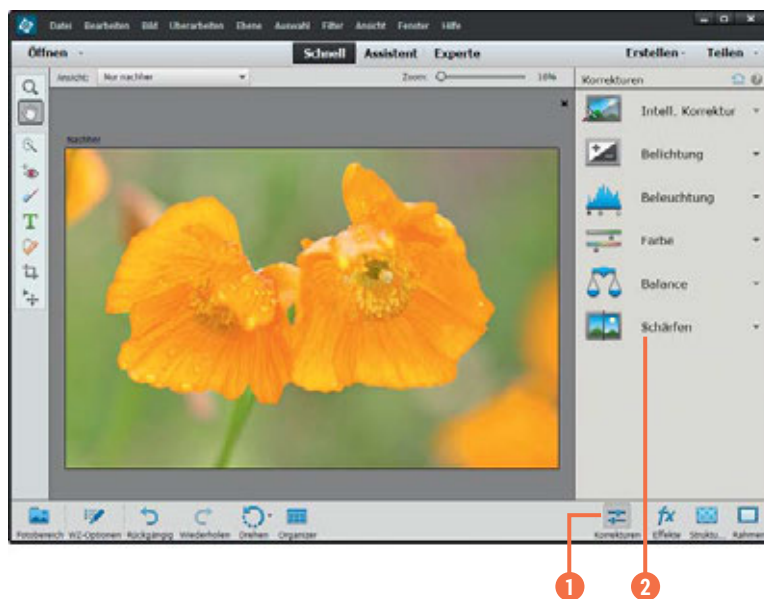 Datei Bearbeiten Bild Überarbeiten Ebene Auswahl Filter Ansicht Fenster Hilfe
Öffnen Schnell Assistent Experte Erstellen Teilen
Ansicht: Nur nachher Zoom: 16% Korrekturen
Nachher
Intell. Korrektur
Belichtung
Beleuchtung
Farbe
Balance
Schärfen
T
Fotobereich WZ-Optionen Rückgängig Wiederholen Drehen Organizer Korrekturen Effekte Struktu... Rahmen
fx
1 2